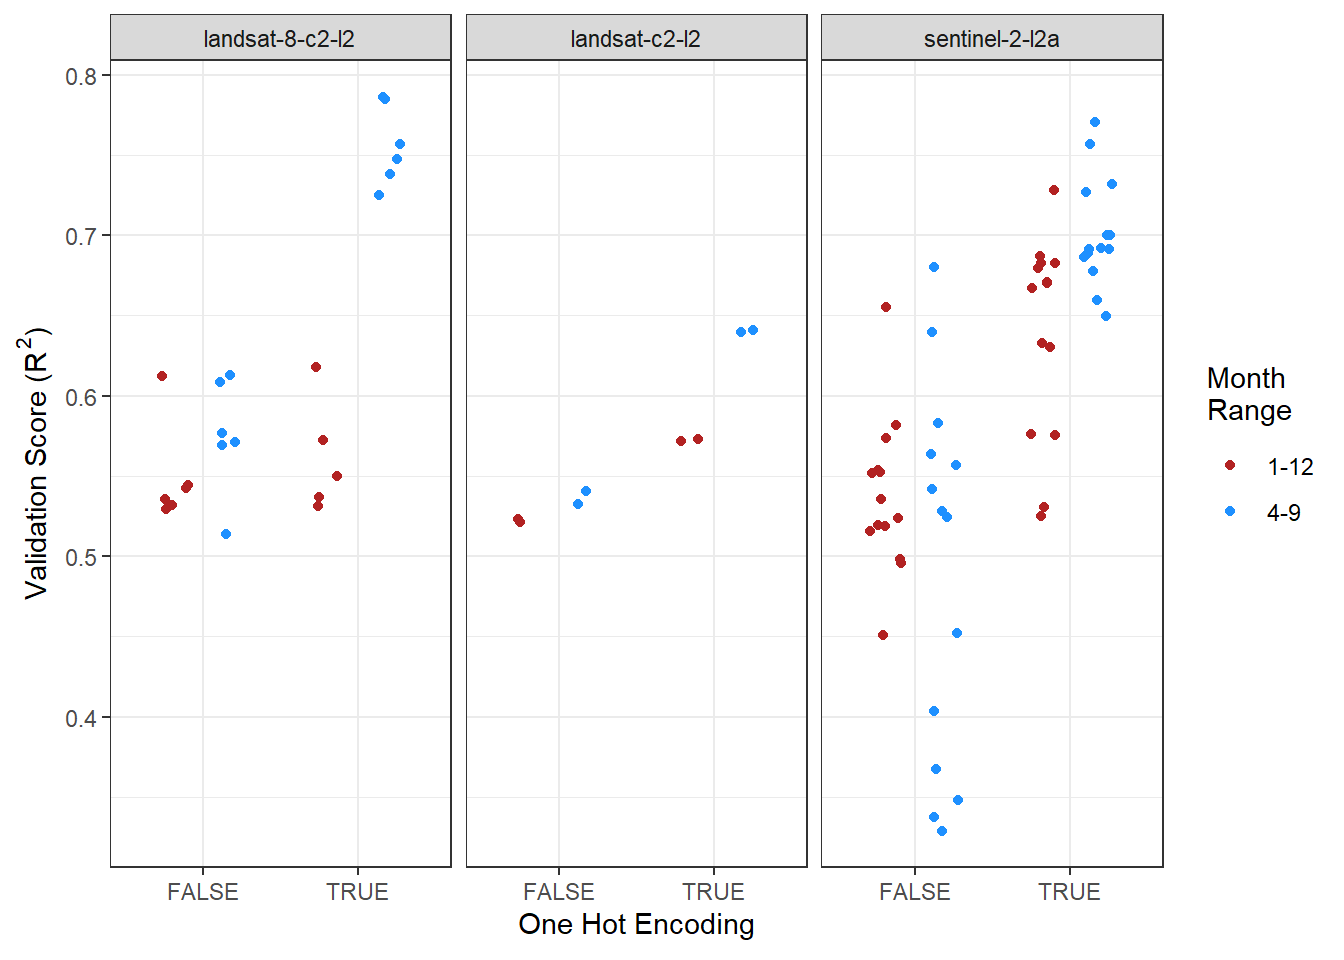 landsat-8-c2-l2
landsat-c2-l2
sentinel-2-l2a
0.8
0.7
0.6
0.5
0.4
Validation Score (R²)
FALSE TRUE
FALSE TRUE
FALSE TRUE
One Hot Encoding
Month
Range
1-12
4-9